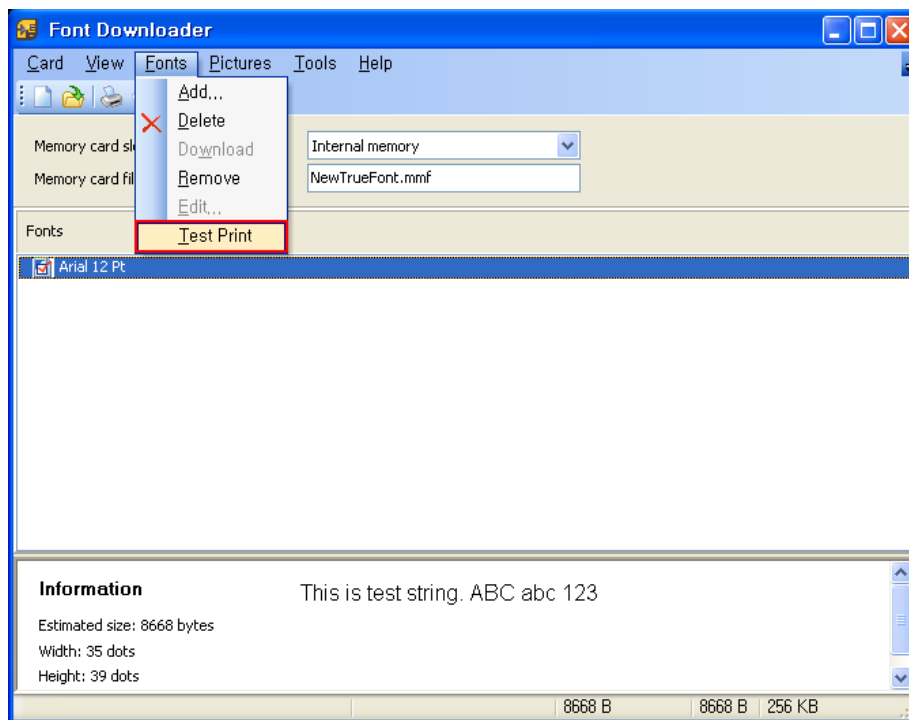 Font Downloader
Card View Fonts Pictures Tools Help
Add...
Delete
Download
Remove
Edit...
Test Print
Memory card sl
Internal memory
Memory card fil
NewTrueFont.mmf
Fonts
Arial 12 Pt
Information
This is test string. ABC abc 123
Estimated size: 8668 bytes
Width: 35 dots
Height: 39 dots
8668 B 8668 B 256 KB